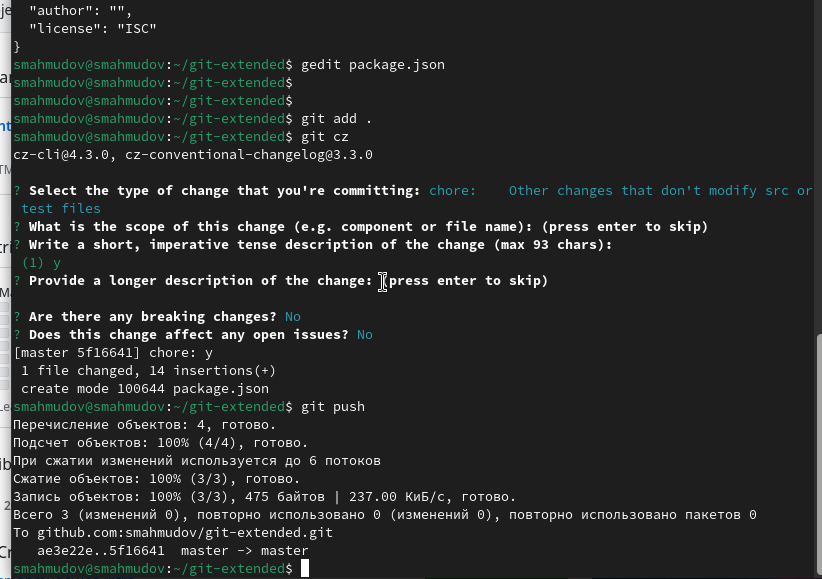 "author": "",
"license": "ISC"
}
smahmudov@smahmudov:~/git-extended$ gedit package.json
smahmudov@smahmudov:~/git-extended$
smahmudov@smahmudov:~/git-extended$
smahmudov@smahmudov:~/git-extended$ git add .
smahmudov@smahmudov:~/git-extended$ git cz
cz-cli@4.3.0, cz-conventional-changelog@3.3.0
? Select the type of change that you're committing: chore:    Other changes that don't modify src or
test files
? What is the scope of this change (e.g. component or file name): (press enter to skip)
? Write a short, imperative tense description of the change (max 93 chars):
(1) y
? Provide a longer description of the change: (press enter to skip)
? Are there any breaking changes? No
? Does this change affect any open issues? No
[master 5f16641] chore: y
1 file changed, 14 insertions(+)
create mode 100644 package.json
smahmudov@smahmudov:~/git-extended$ git push
Перечисление объектов: 4, готово.
Подсчет объектов: 100% (4/4), готово.
При сжатии изменений используется до 6 потоков
Сжатие объектов: 100% (3/3), готово.
Запись объектов: 100% (3/3), 475 байтов | 237.00 КиБ/с, готово.
Всего 3 (изменений 0), повторно использовано 0 (изменений 0), повторно использовано пакетов 0
To github.com:smahmudov/git-extended.git
ae3e22e..5f16641  master -> master
smahmudov@smahmudov:~/git-extended$